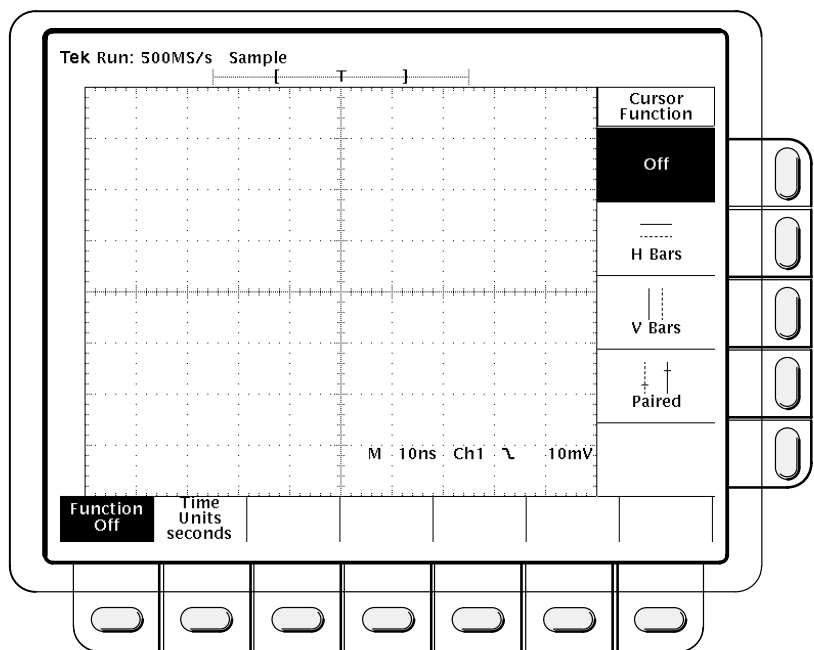 Tek Run: 500MS/s Sample
[ T ]
Cursor
Function
Off
H Bars
V Bars
Paired
M 10ns Ch1 10mV
Function
Off
Time
Units
seconds